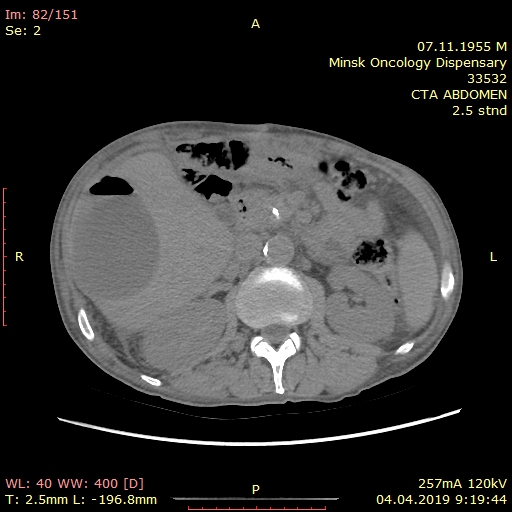 Im: 82/151
Se: 2
A
07.11.1955 M
Minsk Oncology Dispensary
33532
CTA ABDOMEN
2.5 stnd
R
L
WL: 40 WW: 400 [D]
T: 2.5mm L: -196.8mm
P
257mA 120kV
04.04.2019 9:19:44